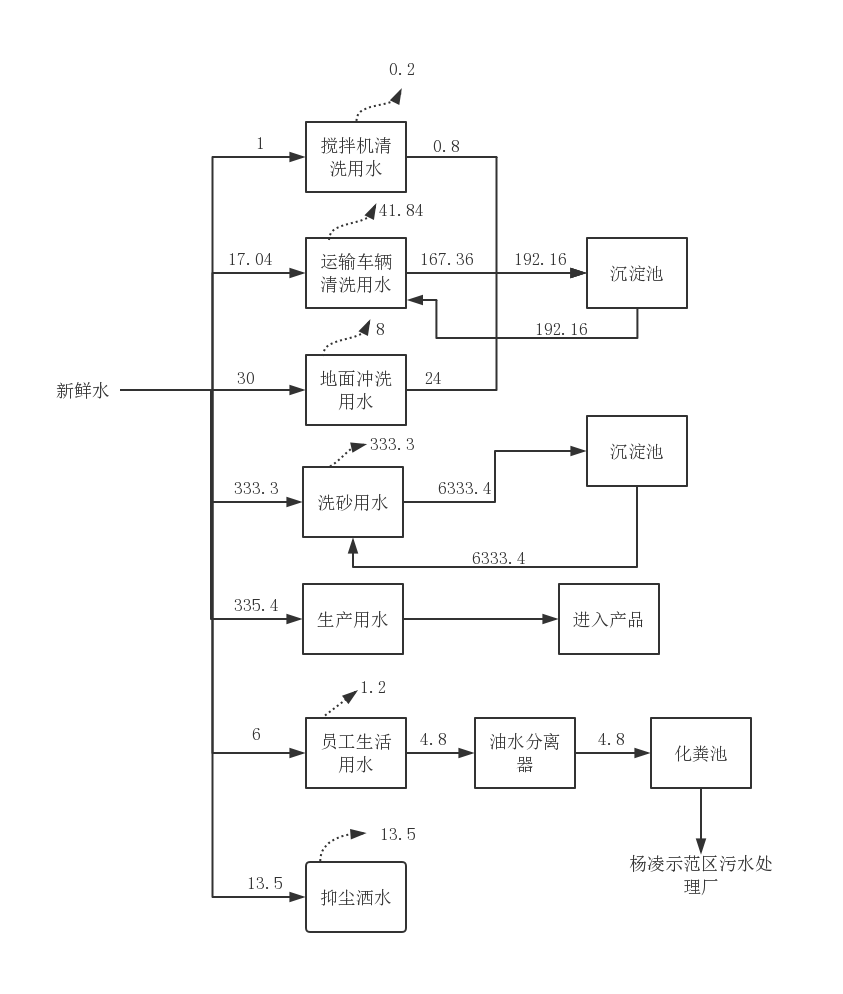 0.2
1
搅拌机清
洗用水
0.8
41.84
17.04
运输车辆
清洗用水
167.36
192.16
沉淀池
192.16
8
新鲜水
30
地面冲洗
用水
24
333.3
333.3
洗砂用水
6333.4
沉淀池
6333.4
335.4
生产用水
进入产品
1.2
6
员工生活
用水
4.8
油水分离
器
4.8
化粪池
杨凌示范区污水处
理厂
13.5
13.5
抑尘洒水